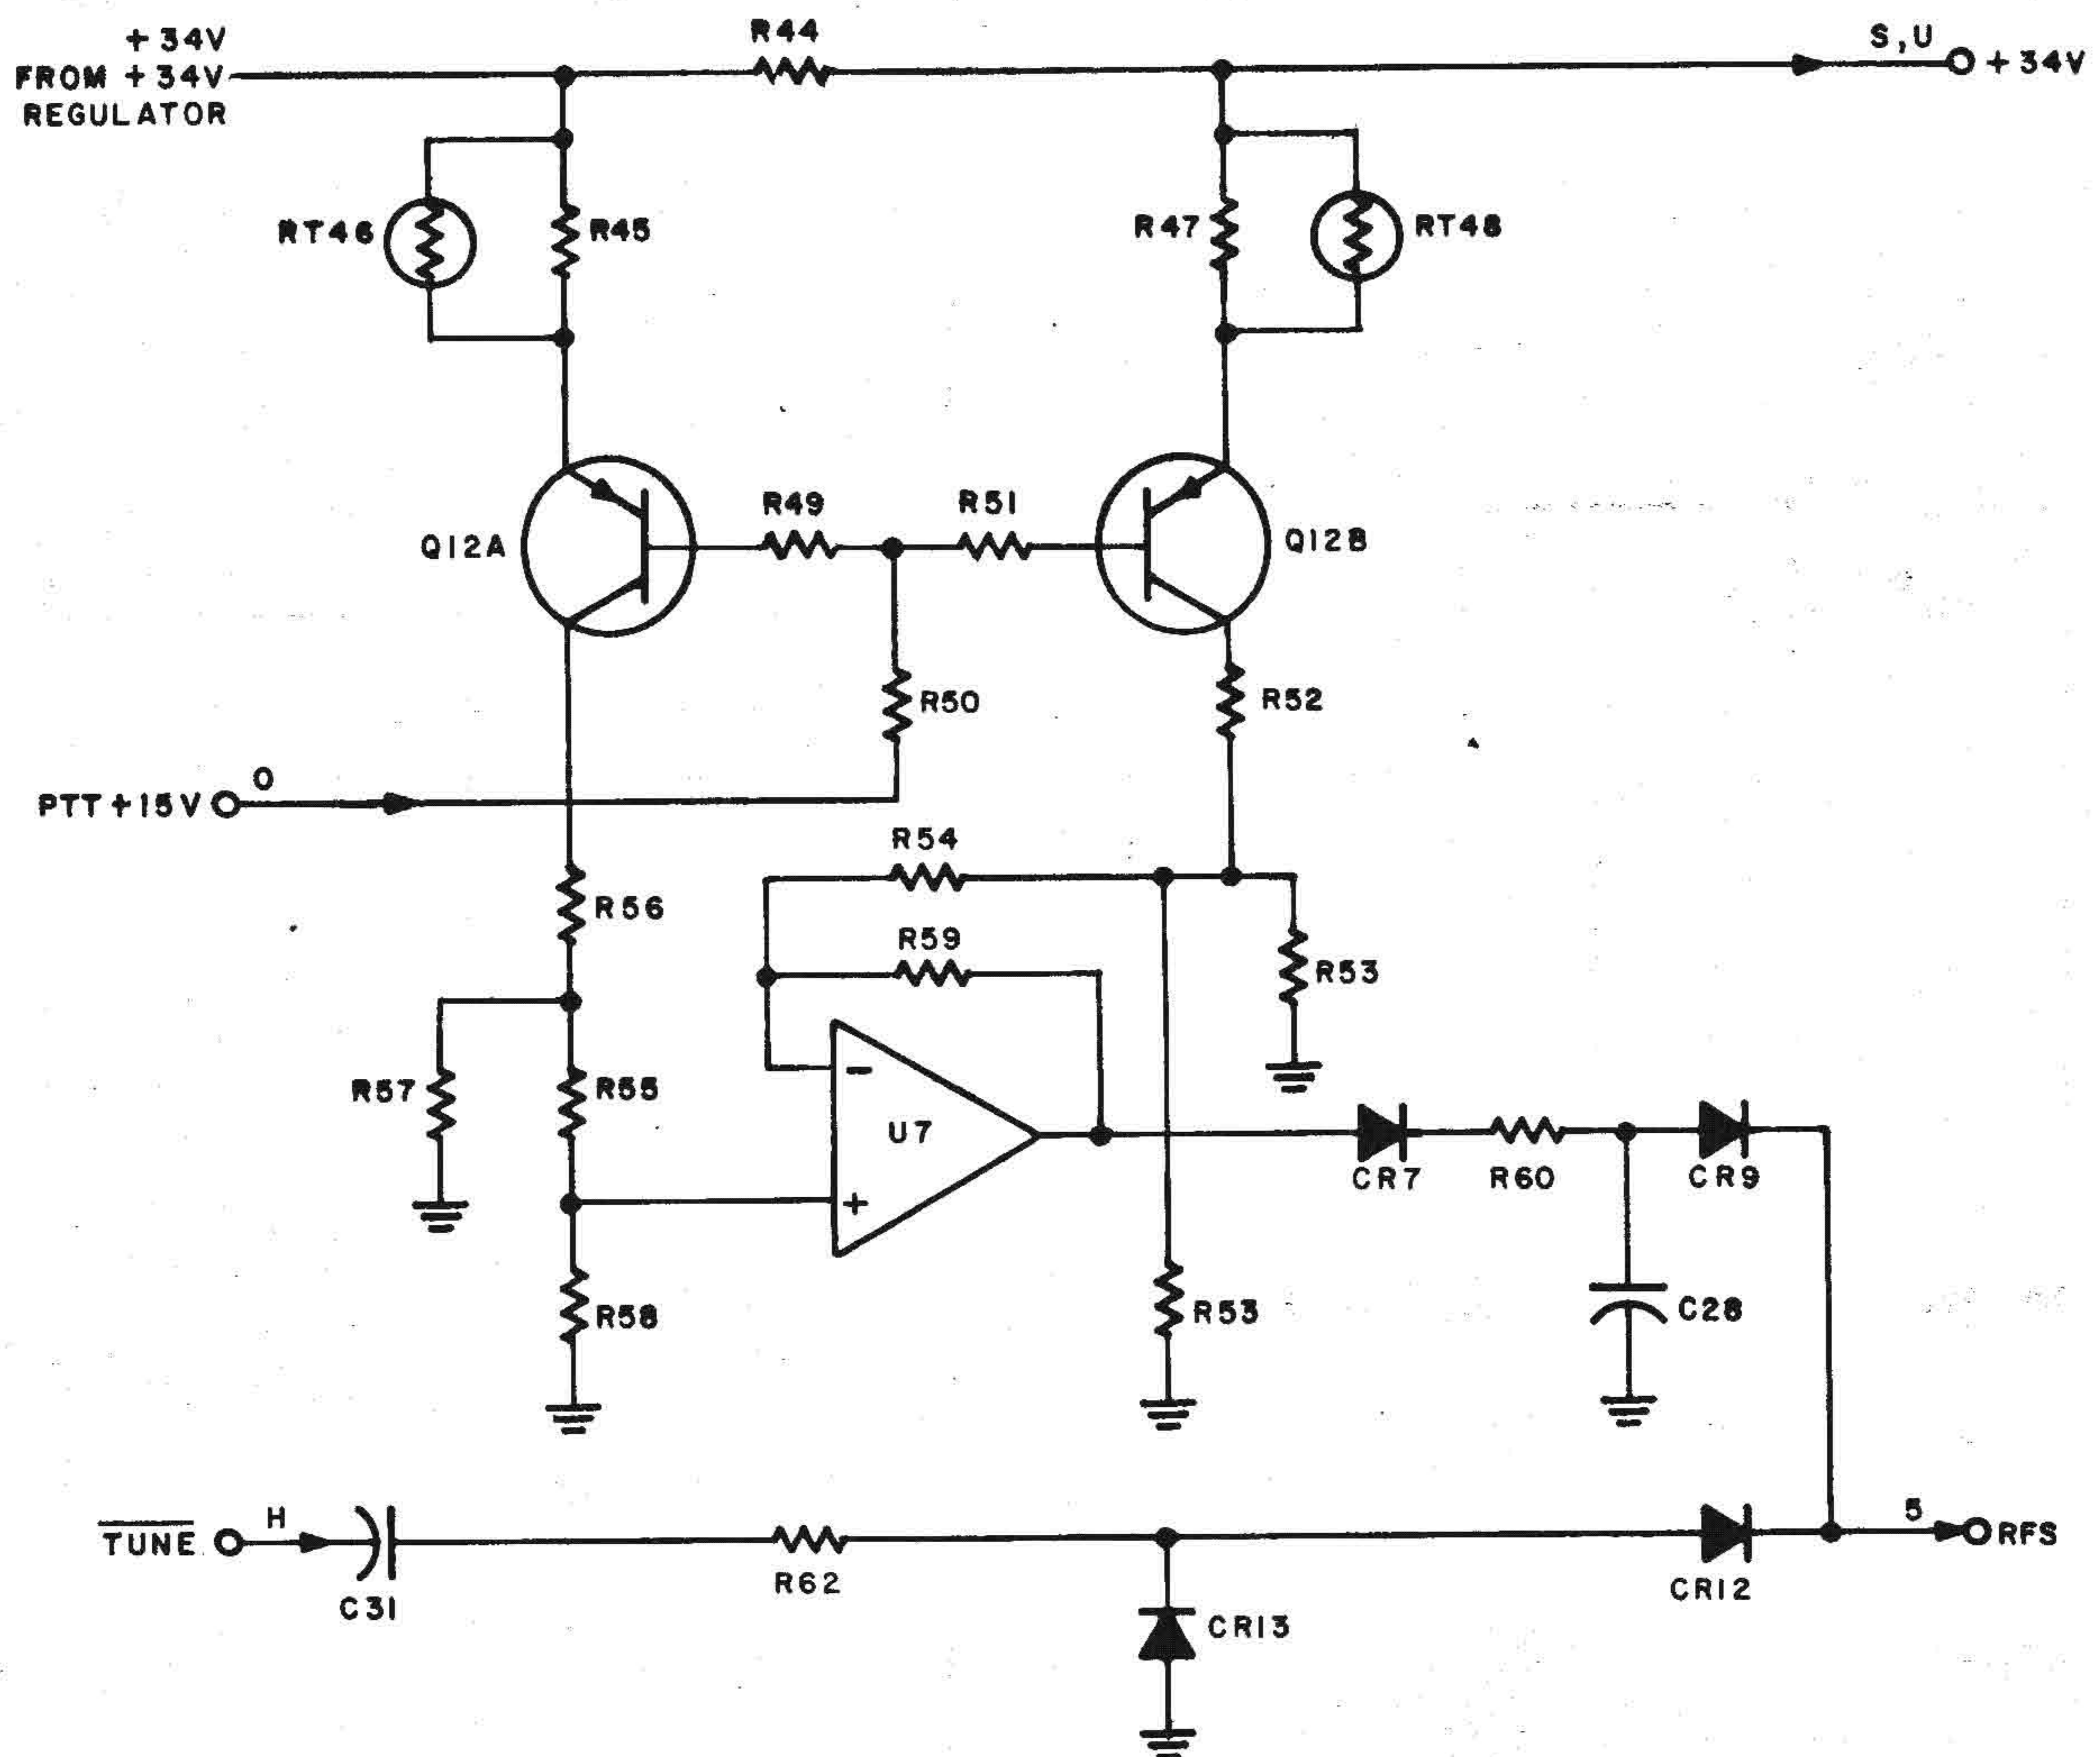 R44
+34V
FROM +34V
REGULATOR
S,U
+34V
RT46
R45
R47
RT48
Q12A
R49
R51
Q12B
R50
R52
PTT+15V
O
R54
R56
R59
R53
R57
R55
-
U7
+
CR7
R60
CR9
R58
R53
C28
TUNE
H
C31
R62
CR12
5
RFS
CR13